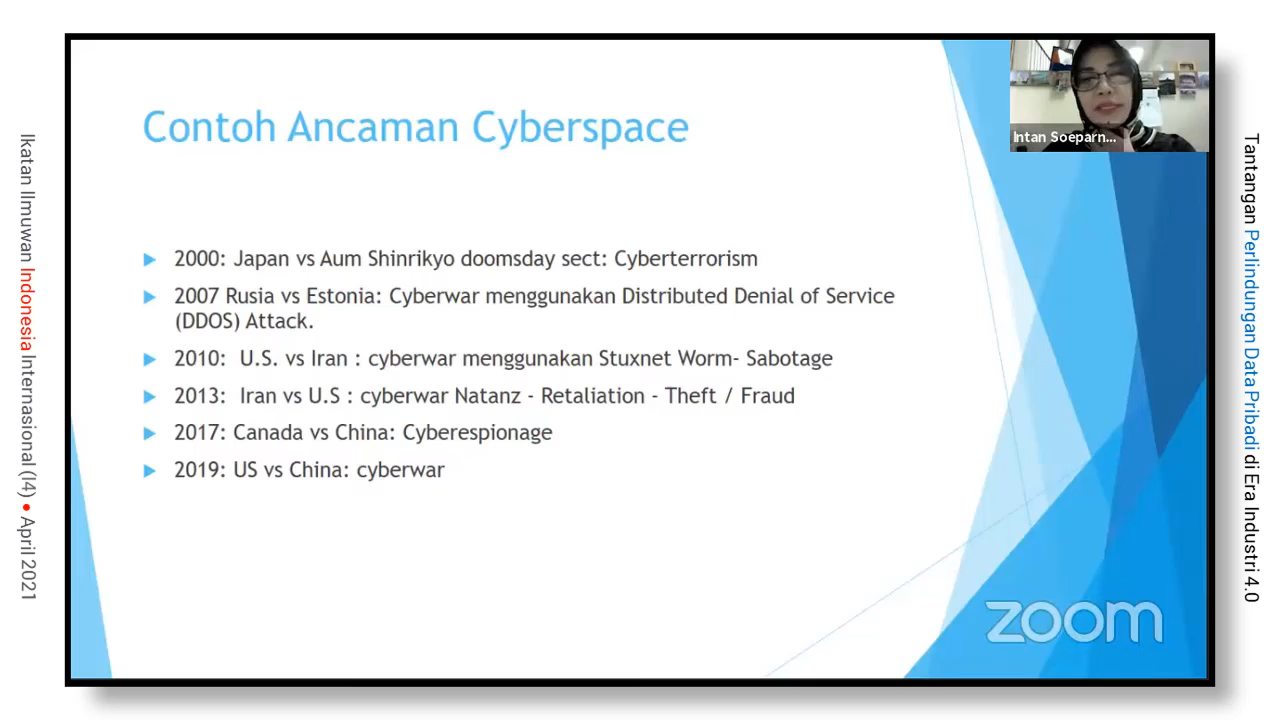 Contoh Ancaman Cyberspace
2000: Japan vs Aum Shinrikyo doomsday sect: Cyberterrorism
2007 Rusia vs Estonia: Cyberwar menggunakan Distributed Denial of Service
(DDOS) Attack.
2010: U.S. vs Iran : cyberwar menggunakan Stuxnet Worm- Sabotage
2013: Iran vs U.S : cyberwar Natanz - Retaliation - Theft / Fraud
2017: Canada vs China: Cyberespionage
2019: US vs China: cyberwar
Intan Soeparn...
zoom
Ikatan Ilmuwan Indonesia Internasional (I4) • April 2021
Tantangan Perlindungan Data Pribadi di Era Industri 4.0